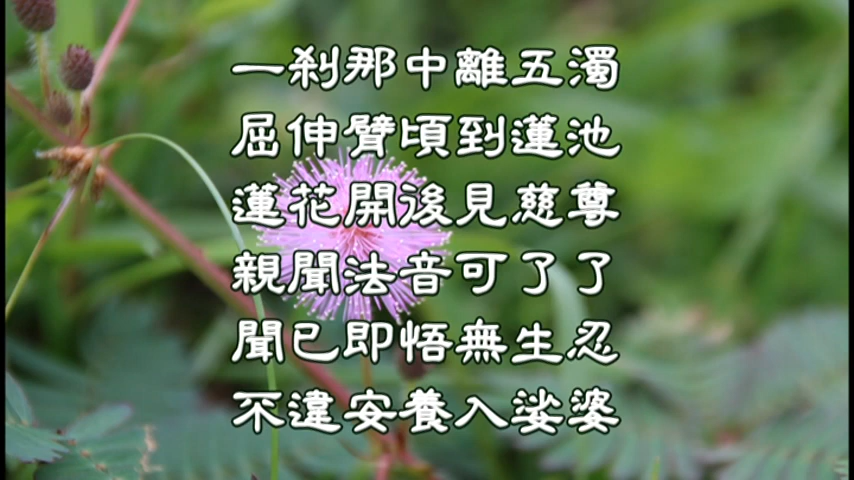 一剎那中離五濁
屈伸臂頃到蓮池
蓮花開後見慈尊
親聞法音可了了
聞已即悟無生忍
不違安養入娑婆